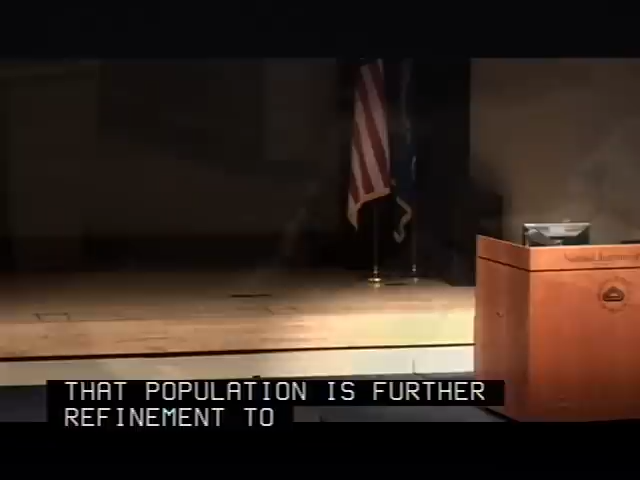 THAT POPULATION IS FURTHER
REFINEMENT TO